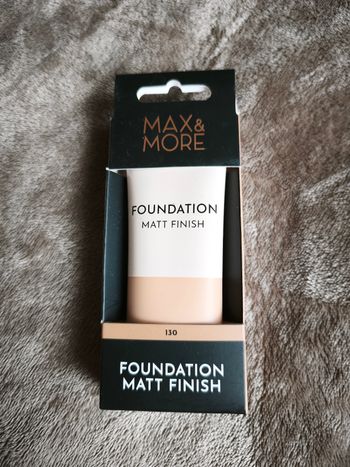 MAX&
MORE
FOUNDATION
MATT FINISH
130
FOUNDATION
MATT FINISH